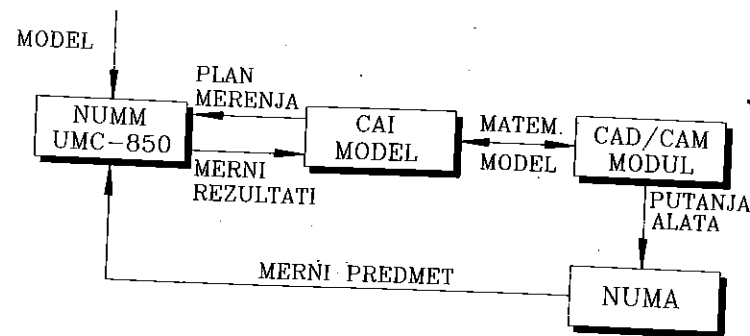 MODEL
PLAN
MERENJA
NUMM
UMC-850
CAI
MODEL
MATEM.
MODEL
CAD/CAM
MODUL
MERNI
REZULTATI
PUTANJA
ALATA
MERNI PREDMET
NUMA